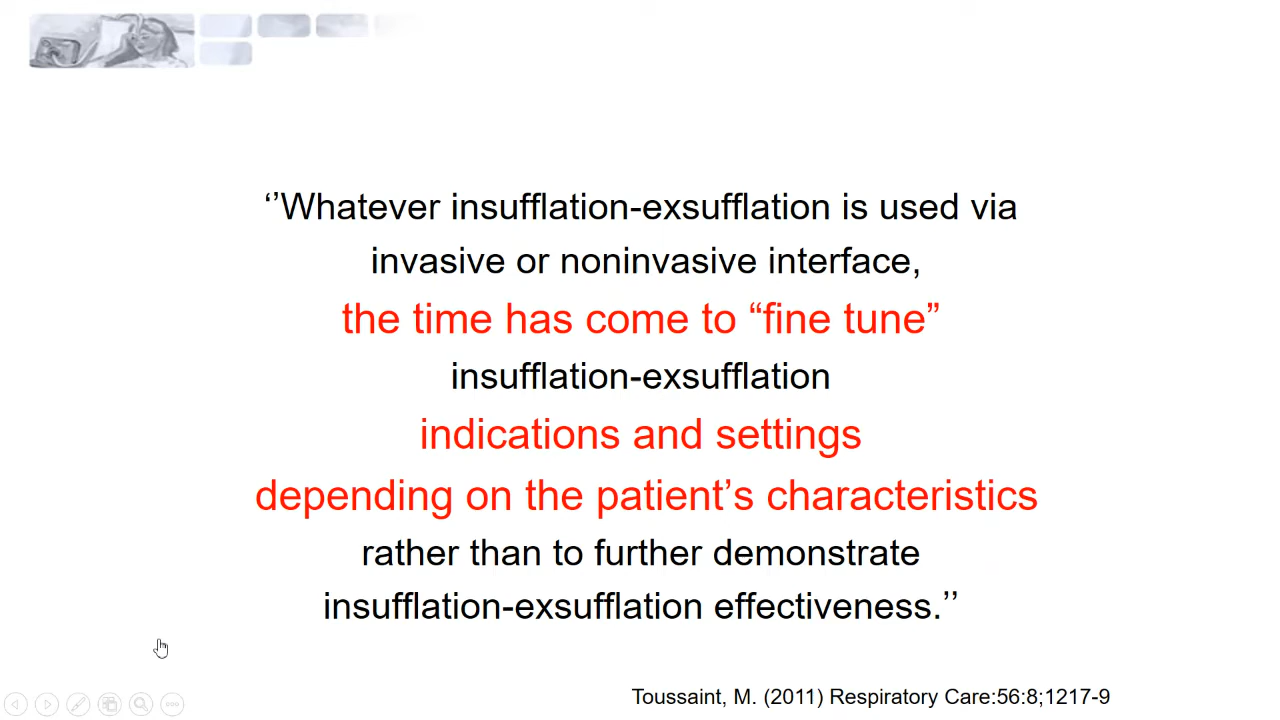 ‘’Whatever insufflation-exsufflation is used via
invasive or noninvasive interface,
the time has come to “fine tune”
insufflation-exsufflation
indications and settings
depending on the patient’s characteristics
rather than to further demonstrate
insufflation-exsufflation effectiveness.’’
Toussaint, M. (2011) Respiratory Care:56:8;1217-9